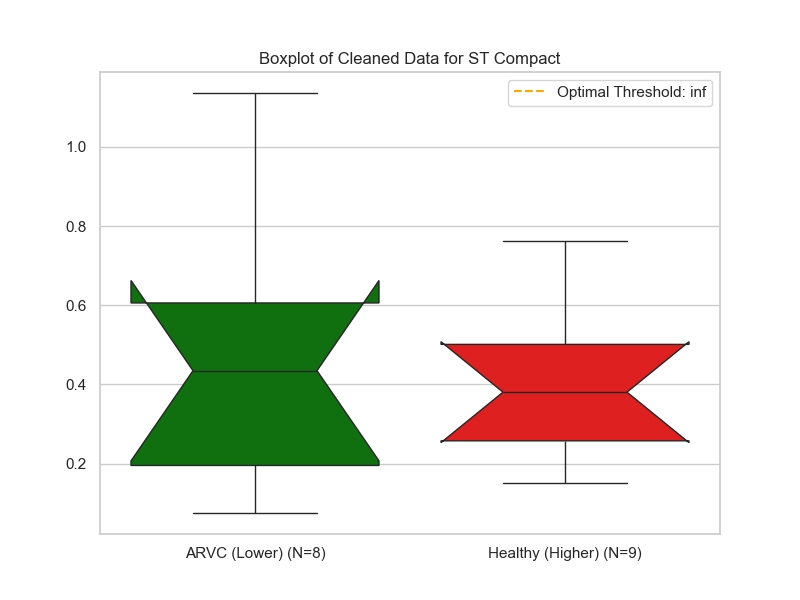 Boxplot of Cleaned Data for ST Compact
Optimal Threshold: inf
1.0
0.8
0.6
0.4
0.2
ARVC (Lower) (N=8)
Healthy (Higher) (N=9)